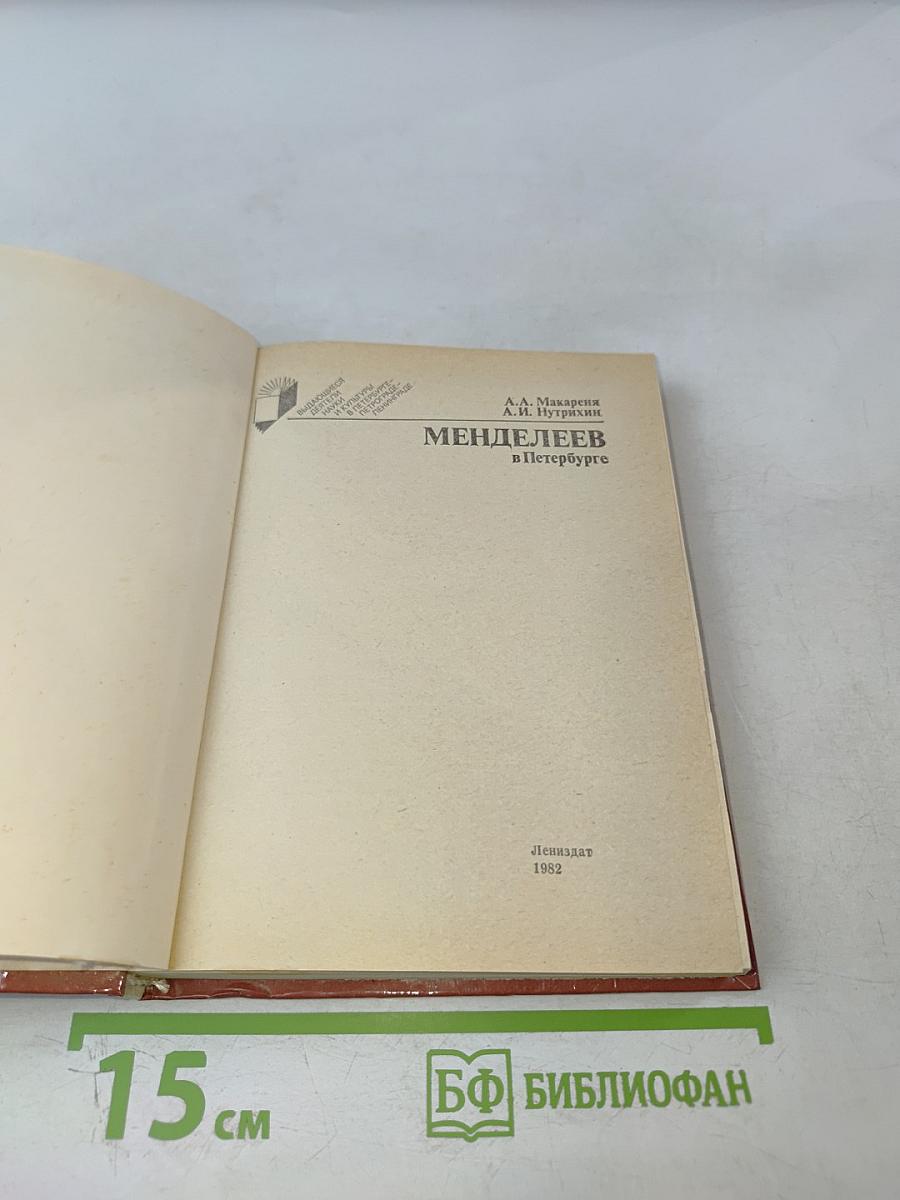 ВЫДАЮЩИЕСЯ
ДЕЯТЕЛИ
НАУКИ
И КУЛЬТУРЫ
В ПЕТЕРБУРГЕ–
ПЕТРОГРАДЕ–
ЛЕНИНГРАДЕ
А.А. Макареня
А.И. Нутрихин
МЕНДЕЛЕЕВ
в Петербурге
Лениздат
1982
15 см
БФ БИБЛИОФАН